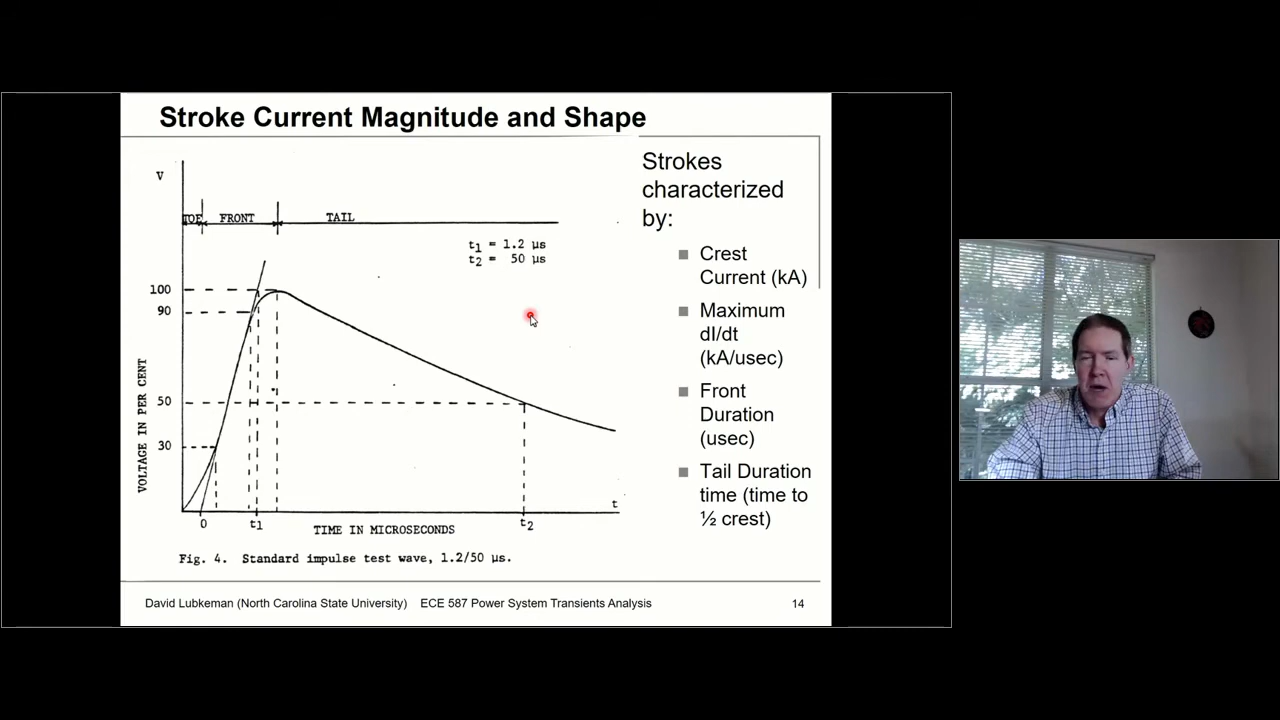 Stroke Current Magnitude and Shape
V
TOE FRONT TAIL
t1 = 1.2 µs
t2 = 50 µs
100
90
50
30
VOLTAGE IN PER CENT
0 t1 t2 t
TIME IN MICROSECONDS
Fig. 4. Standard impulse test wave, 1.2/50 µs.
Strokes
characterized
by:
Crest
Current (kA)
Maximum
dI/dt
(kA/usec)
Front
Duration
(usec)
Tail Duration
time (time to
½ crest)
David Lubkeman (North Carolina State University) ECE 587 Power System Transients Analysis 14